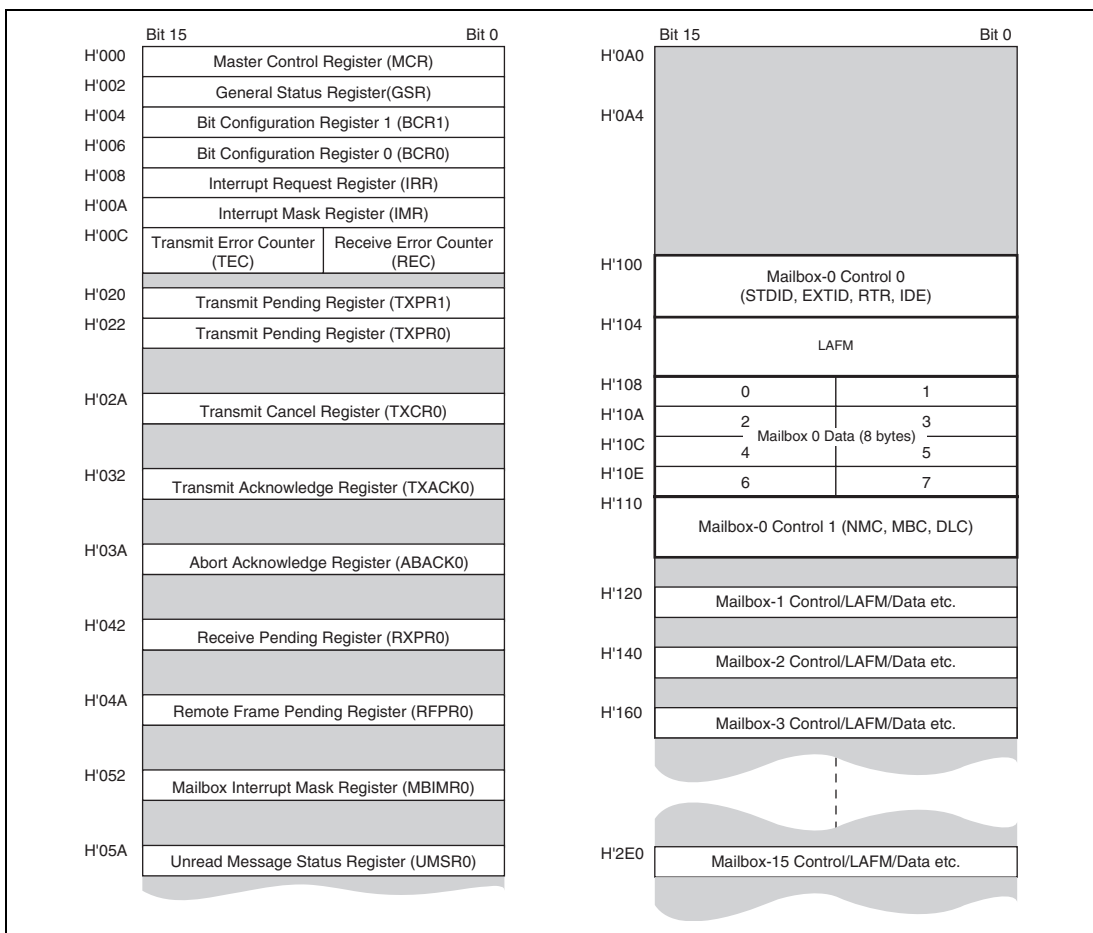 Bit 15 Bit 0
H'000 Master Control Register (MCR)
H'002 General Status Register(GSR)
H'004 Bit Configuration Register 1 (BCR1)
H'006 Bit Configuration Register 0 (BCR0)
H'008 Interrupt Request Register (IRR)
H'00A Interrupt Mask Register (IMR)
H'00C Transmit Error Counter (TEC) Receive Error Counter (REC)
H'020 Transmit Pending Register (TXPR1)
H'022 Transmit Pending Register (TXPR0)
H'02A Transmit Cancel Register (TXCR0)
H'032 Transmit Acknowledge Register (TXACK0)
H'03A Abort Acknowledge Register (ABACK0)
H'042 Receive Pending Register (RXPR0)
H'04A Remote Frame Pending Register (RFPR0)
H'052 Mailbox Interrupt Mask Register (MBIMR0)
H'05A Unread Message Status Register (UMSR0)
Bit 15 Bit 0
H'0A0
H'0A4
H'100 Mailbox-0 Control 0
(STDID, EXTID, RTR, IDE)
H'104 LAFM
H'108 0 1
H'10A 2 3
Mailbox 0 Data (8 bytes)
H'10C 4 5
H'10E 6 7
H'110 Mailbox-0 Control 1 (NMC, MBC, DLC)
H'120 Mailbox-1 Control/LAFM/Data etc.
H'140 Mailbox-2 Control/LAFM/Data etc.
H'160 Mailbox-3 Control/LAFM/Data etc.
H'2E0 Mailbox-15 Control/LAFM/Data etc.